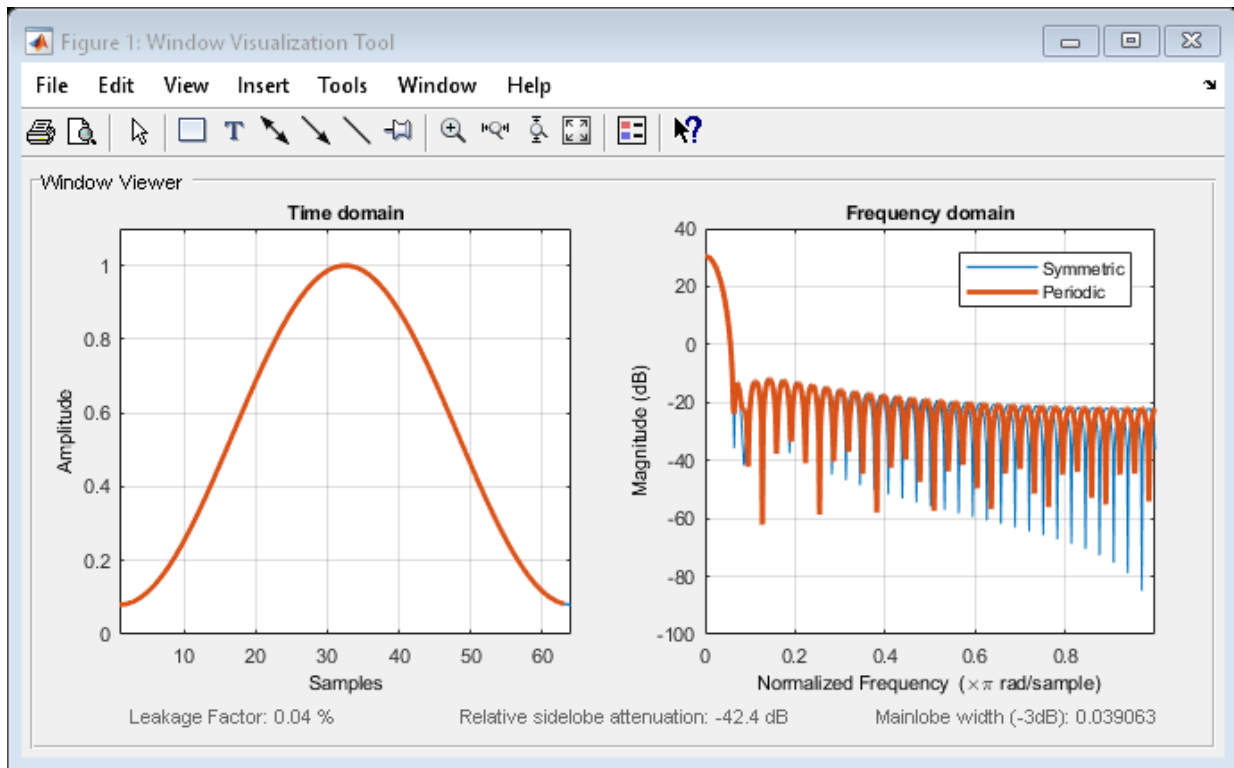 Figure 1: Window Visualization Tool
File Edit View Insert Tools Window Help
T
?
Window Viewer
Time domain
1
0.8
0.6
0.4
0.2
0
Amplitude
10 20 30 40 50 60
Samples
Frequency domain
40
20
0
-20
-40
-60
-80
-100
Magnitude (dB)
Symmetric
Periodic
0 0.2 0.4 0.6 0.8
Normalized Frequency (×π rad/sample)
Leakage Factor: 0.04 % Relative sidelobe attenuation: -42.4 dB Mainlobe width (-3dB): 0.039063